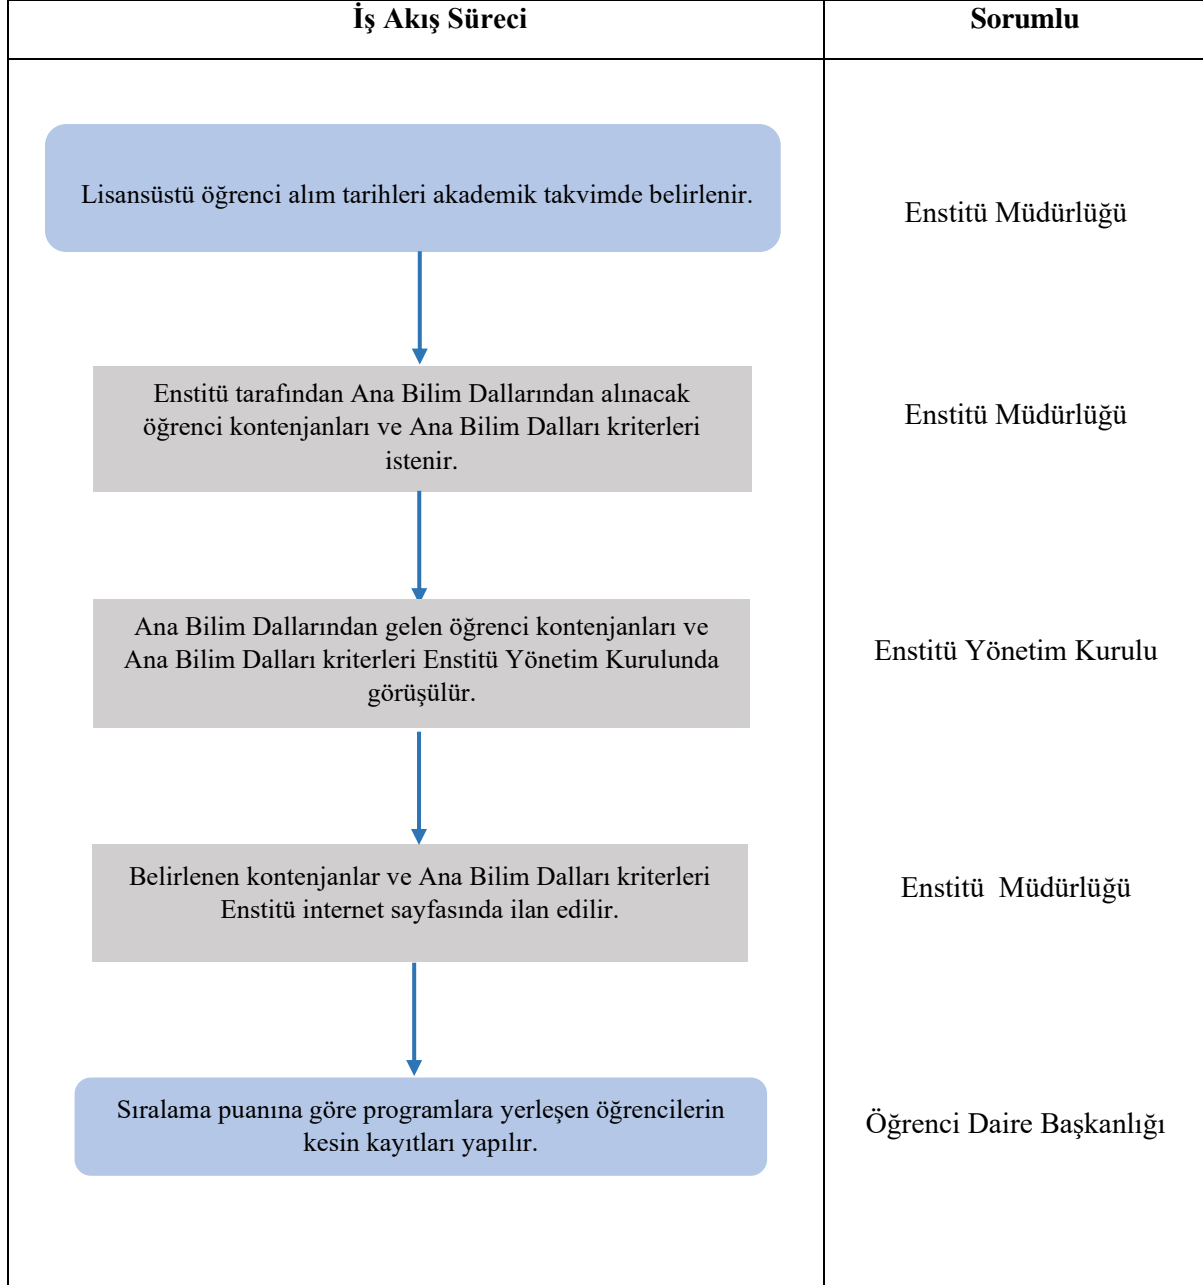 İş Akış Süreci
Sorumlu
Lisansüstü öğrenci alım tarihleri akademik takvimde belirlenir.
Enstitü Müdürlüğü
Enstitü tarafından Ana Bilim Dallarından alınacak
öğrenci kontenjanları ve Ana Bilim Dalları kriterleri
istenir.
Enstitü Müdürlüğü
Ana Bilim Dallarından gelen öğrenci kontenjanları ve
Ana Bilim Dalları kriterleri Enstitü Yönetim Kurulunda
görüşülür.
Enstitü Yönetim Kurulu
Belirlenen kontenjanlar ve Ana Bilim Dalları kriterleri
Enstitü internet sayfasında ilan edilir.
Enstitü  Müdürlüğü
Sıralama puanına göre programlara yerleşen öğrencilerin
kesin kayıtları yapılır.
Öğrenci Daire Başkanlığı